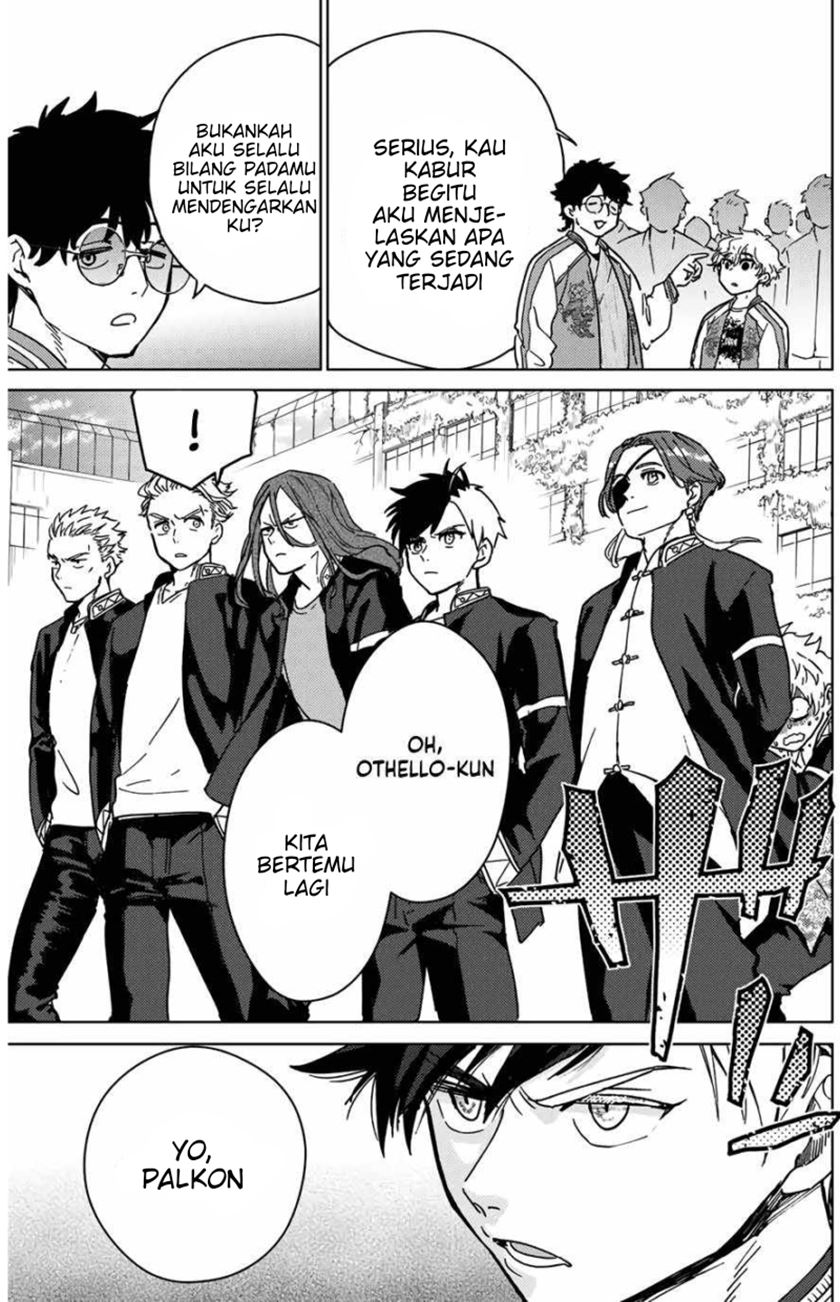 SERIUS, KAU
KABUR
BEGITU
AKU MENJE-
LASKAN APA
YANG SEDANG
TERJADI
BUKANKAH
AKU SELALU
BILANG PADAMU
UNTUK SELALU
MENDENGARKAN
KU?
!
OH,
OTHELLO-KUN
KITA
BERTEMU
LAGI
YO,
PALKON